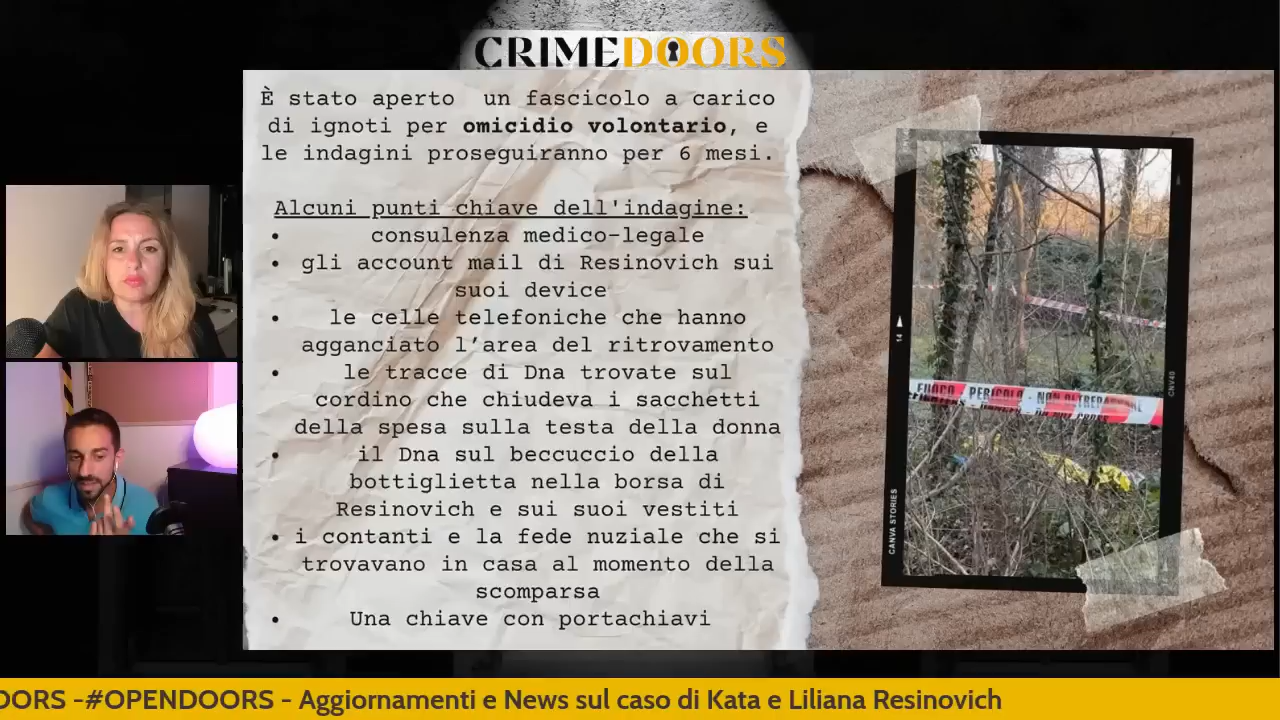 CRIMEDOORS
È stato aperto un fascicolo a carico
di ignoti per omicidio volontario, e
le indagini proseguiranno per 6 mesi.
Alcuni punti chiave dell'indagine:
• consulenza medico-legale
• gli account mail di Resinovich sui
suoi device
• le celle telefoniche che hanno
agganciato l’area del ritrovamento
• le tracce di Dna trovate sul
cordino che chiudeva i sacchetti
della spesa sulla testa della donna
• il Dna sul beccuccio della
bottiglietta nella borsa di
Resinovich e sui suoi vestiti
• i contanti e la fede nuziale che si
trovavano in casa al momento della
scomparsa
• Una chiave con portachiavi
14
CNV40
CANVA STORIES
FUOCO PERICOLO - NON OLTREPASSARE
OORS -#OPENDOORS - Aggiornamenti e News sul caso di Kata e Liliana Resinovich